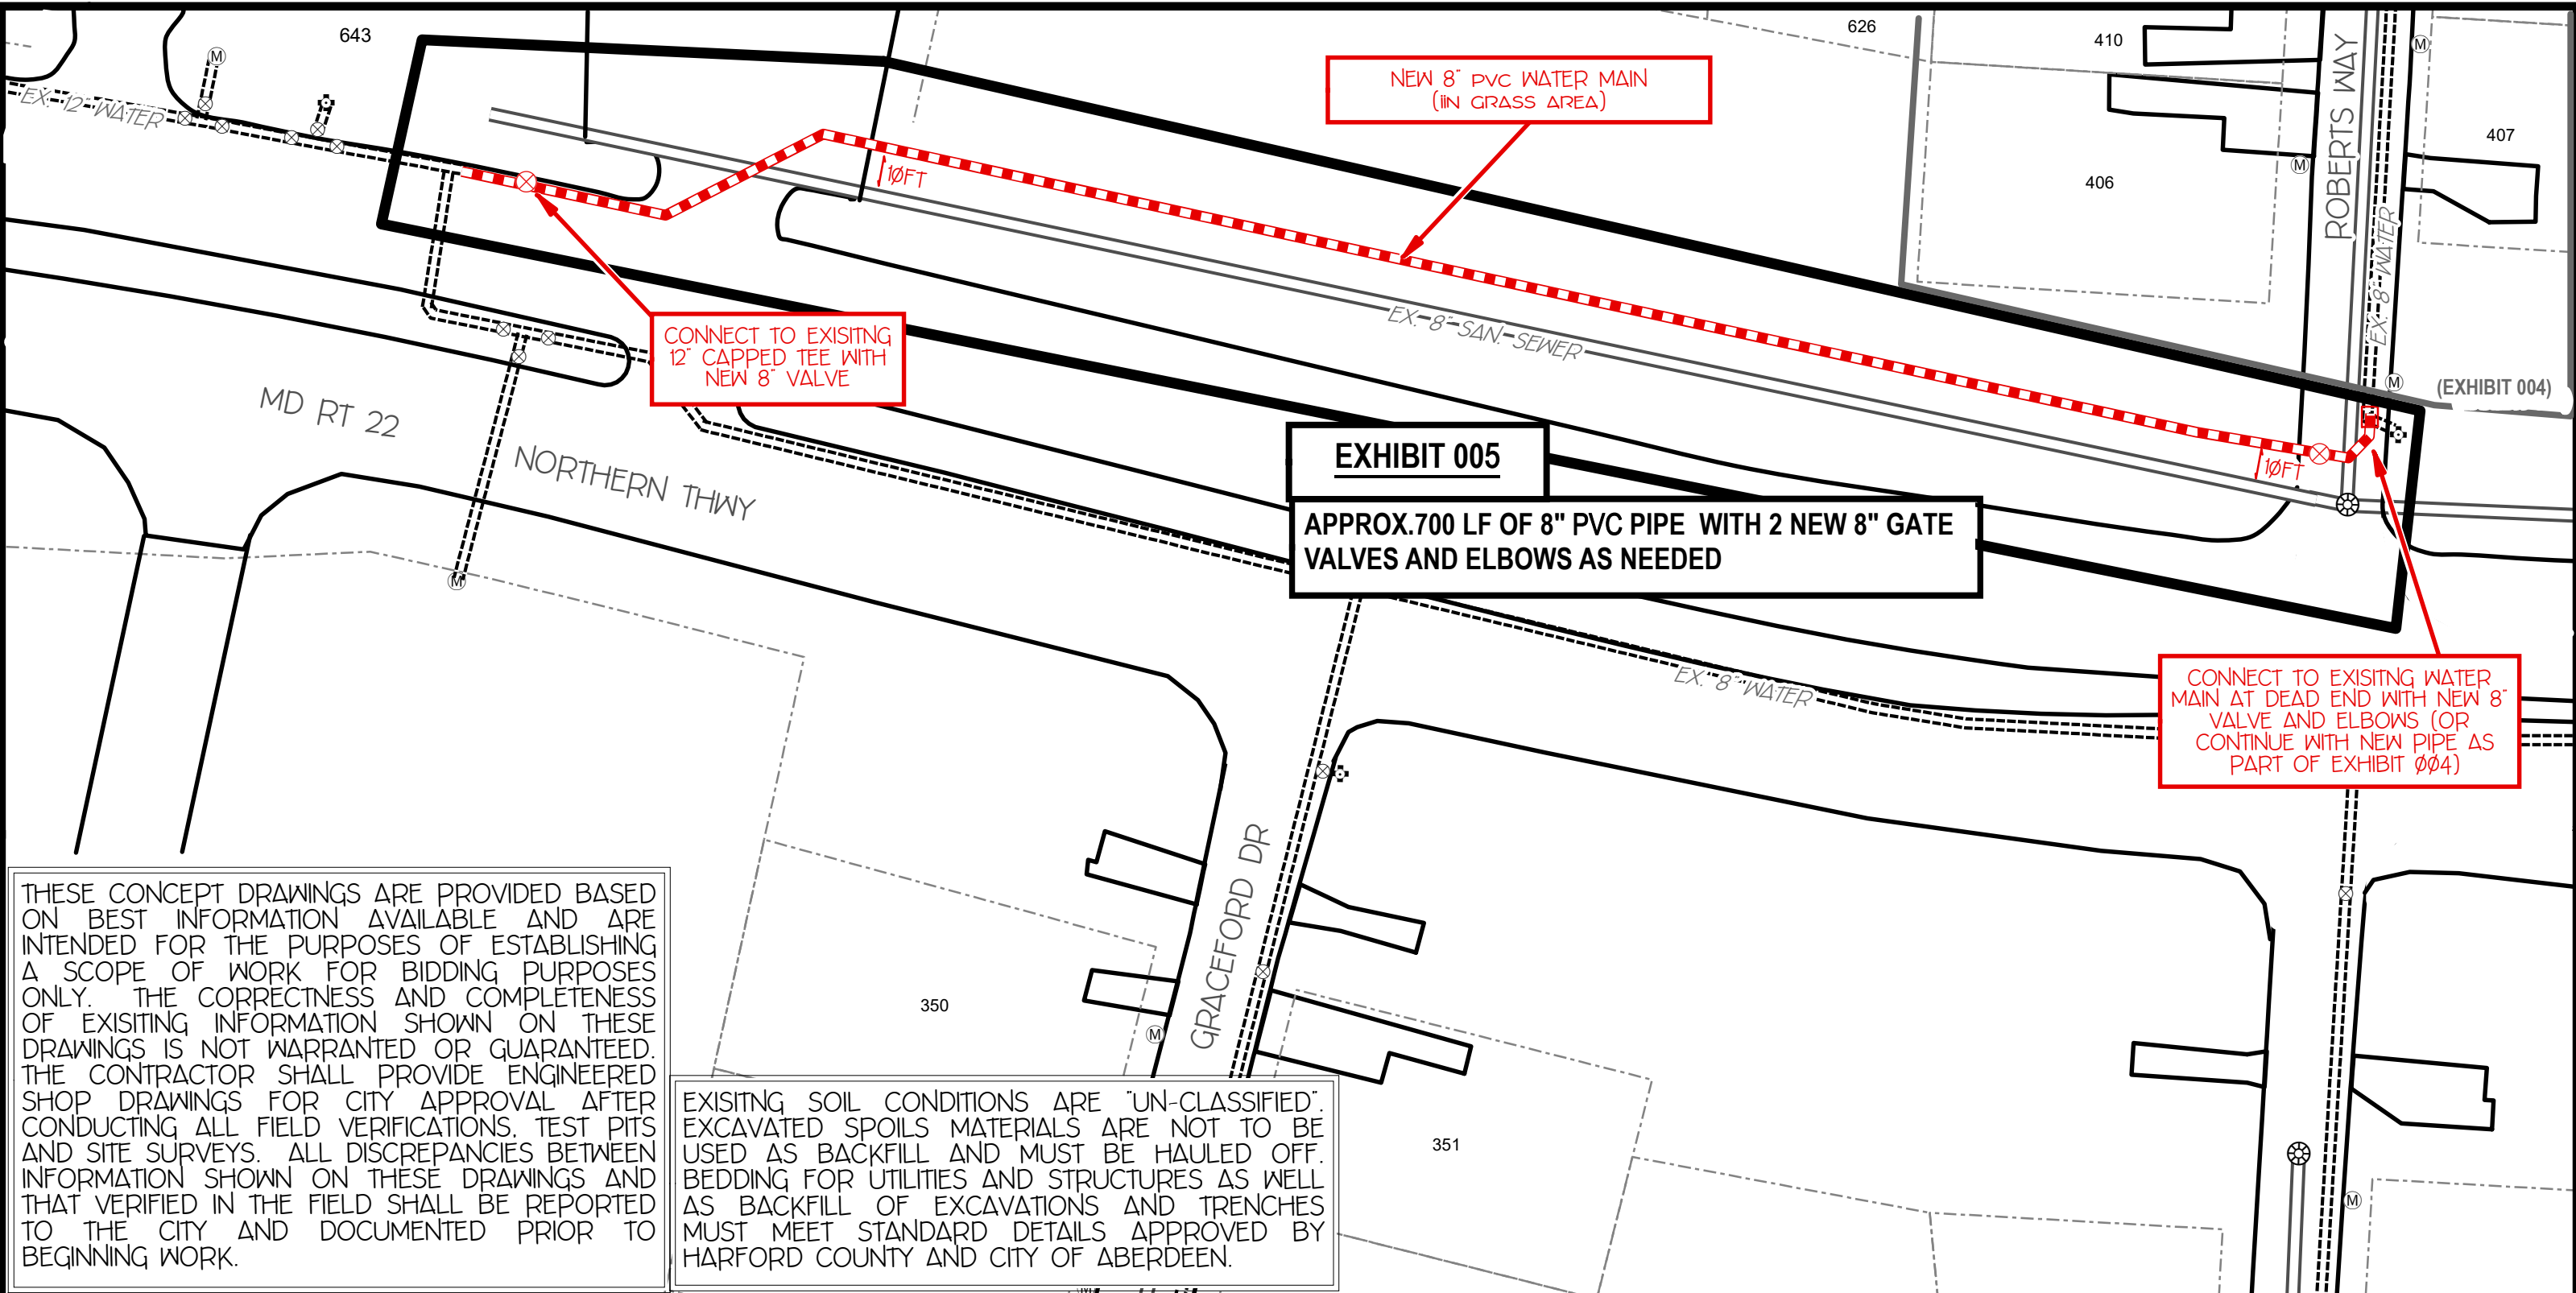 643
626
410
407
406
EX. 12" WATER
NEW 8" PVC WATER MAIN
(iIN GRASS AREA)
ROBERTS WAY
EX. 8" WATER
10FT
EX. 8" SAN. SEWER
CONNECT TO EXISITNG
12" CAPPED TEE WITH
NEW 8" VALVE
MD RT 22
NORTHERN THWY
(EXHIBIT 004)
10FT
EXHIBIT 005
APPROX.700 LF OF 8" PVC PIPE WITH 2 NEW 8" GATE
VALVES AND ELBOWS AS NEEDED
EX. 8" WATER
CONNECT TO EXISITNG WATER
MAIN AT DEAD END WITH NEW 8"
VALVE AND ELBOWS (OR
CONTINUE WITH NEW PIPE AS
PART OF EXHIBIT 004)
GRACEFORD DR
350
351
THESE CONCEPT DRAWINGS ARE PROVIDED BASED
ON BEST INFORMATION AVAILABLE AND ARE
INTENDED FOR THE PURPOSES OF ESTABLISHING
A SCOPE OF WORK FOR BIDDING PURPOSES
ONLY. THE CORRECTNESS AND COMPLETENESS
OF EXISITING INFORMATION SHOWN ON THESE
DRAWINGS IS NOT WARRANTED OR GUARANTEED.
THE CONTRACTOR SHALL PROVIDE ENGINEERED
SHOP DRAWINGS FOR CITY APPROVAL AFTER
CONDUCTING ALL FIELD VERIFICATIONS, TEST PITS
AND SITE SURVEYS. ALL DISCREPANCIES BETWEEN
INFORMATION SHOWN ON THESE DRAWINGS AND
THAT VERIFIED IN THE FIELD SHALL BE REPORTED
TO THE CITY AND DOCUMENTED PRIOR TO
BEGINNING WORK.
EXISITNG SOIL CONDITIONS ARE "UN-CLASSIFIED".
EXCAVATED SPOILS MATERIALS ARE NOT TO BE
USED AS BACKFILL AND MUST BE HAULED OFF.
BEDDING FOR UTILITIES AND STRUCTURES AS WELL
AS BACKFILL OF EXCAVATIONS AND TRENCHES
MUST MEET STANDARD DETAILS APPROVED BY
HARFORD COUNTY AND CITY OF ABERDEEN.
M
M
M
M
M
M
M
M